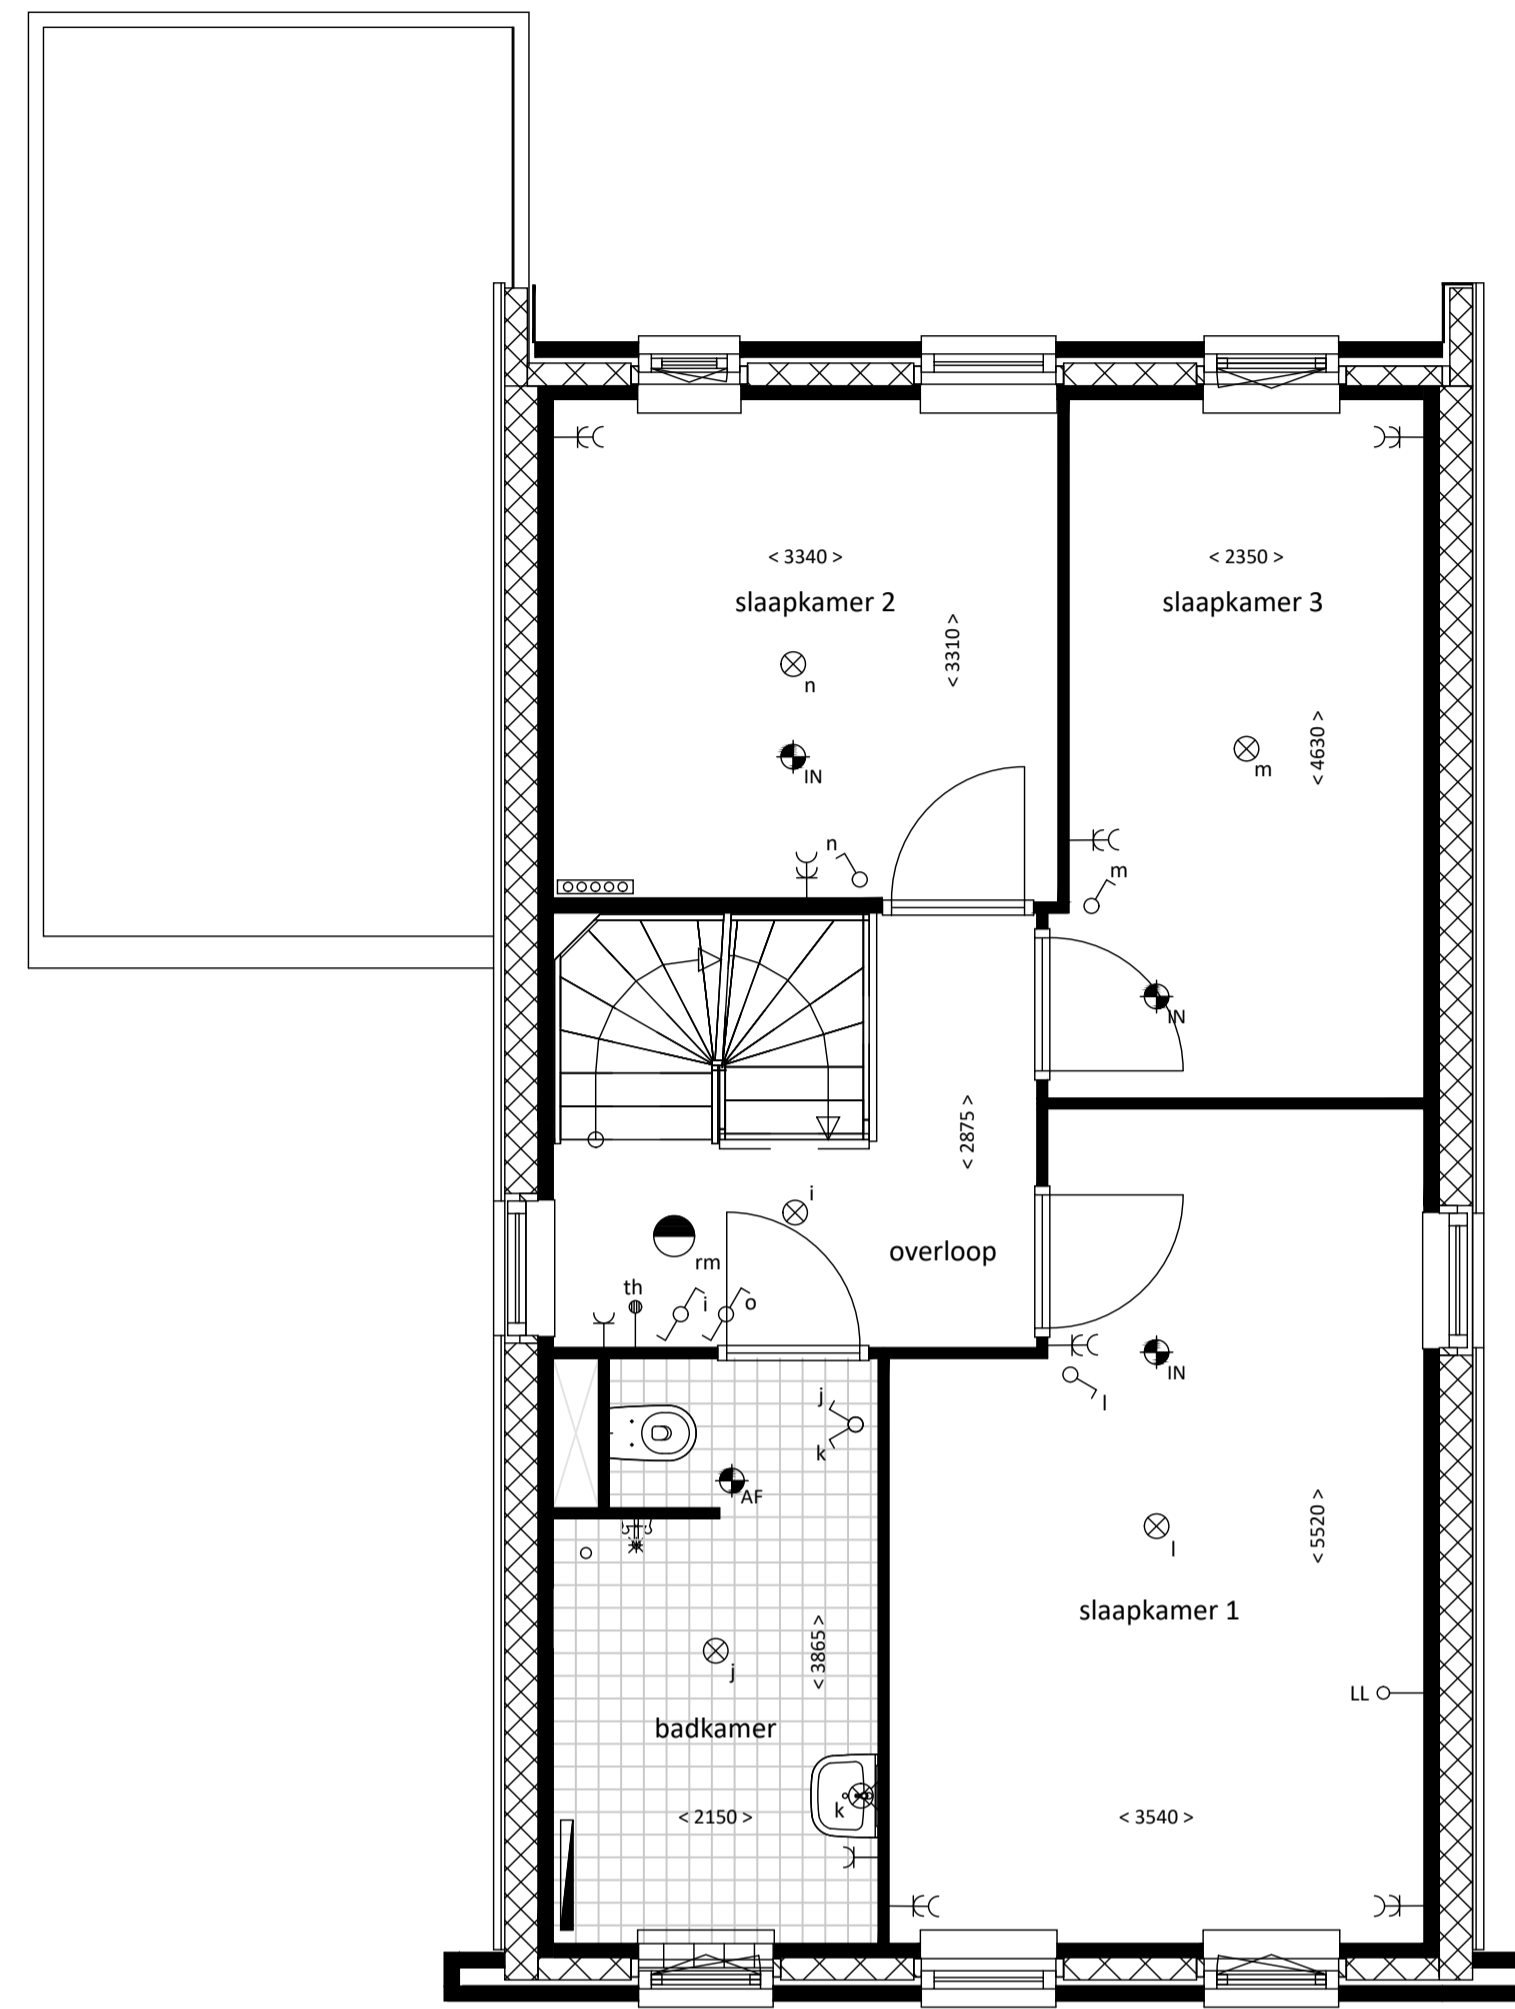 < 3340 >
slaapkamer 2
< 3310 >
n
IN
n
< 2350 >
slaapkamer 3
< 4630 >
m
m
IN
< 2875 >
i
overloop
rm
th
i
o
IN
l
j
k
AF
l
< 5520 >
slaapkamer 1
< 3865 >
j
LL
badkamer
k
< 2150 >
< 3540 >